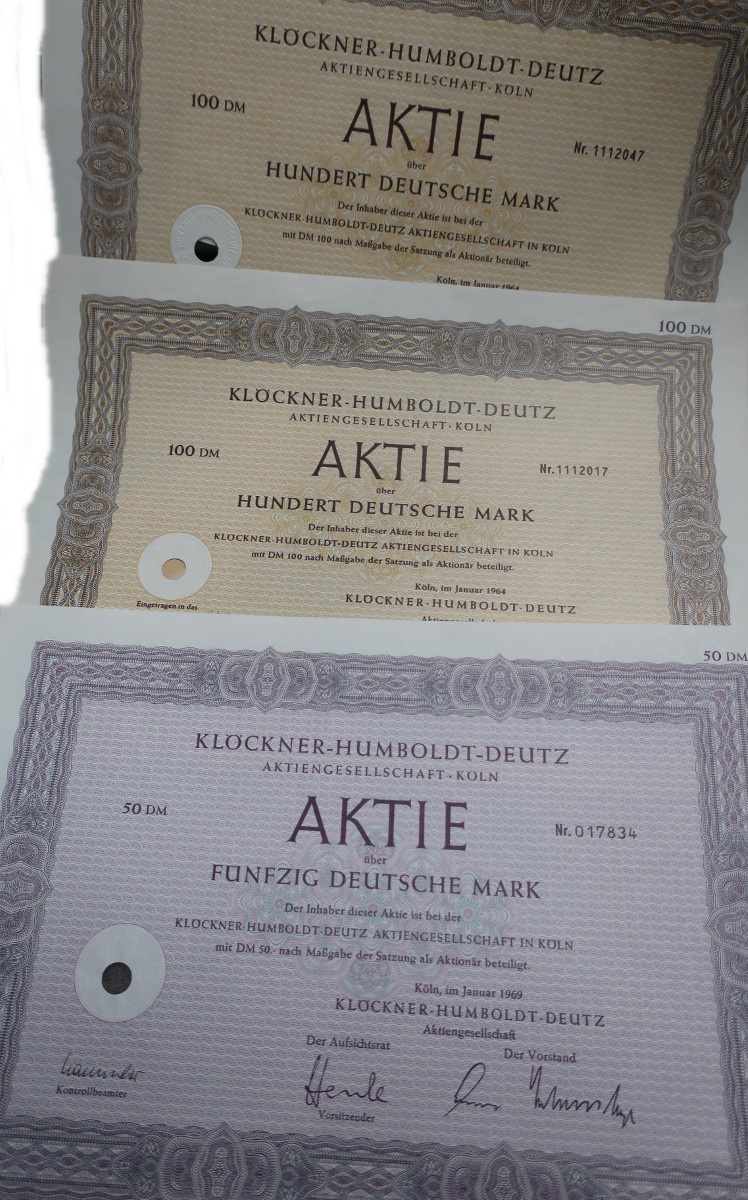 KLÖCKNER-HUMBOLDT-DEUTZ
AKTIENGESELLSCHAFT·KÖLN
100 DM
AKTIE
Nr. 1112047
über
HUNDERT DEUTSCHE MARK
Der Inhaber dieser Aktie ist bei der
KLÖCKNER-HUMBOLDT-DEUTZ AKTIENGESELLSCHAFT IN KÖLN
mit DM 100 nach Maßgabe der Satzung als Aktionär beteiligt.
Köln, im Januar 1964
100 DM
KLÖCKNER-HUMBOLDT-DEUTZ
AKTIENGESELLSCHAFT·KÖLN
100 DM
AKTIE
Nr.1112017
über
HUNDERT DEUTSCHE MARK
Der Inhaber dieser Aktie ist bei der
KLÖCKNER-HUMBOLDT-DEUTZ AKTIENGESELLSCHAFT IN KÖLN
mit DM 100 nach Maßgabe der Satzung als Aktionär beteiligt.
Köln, im Januar 1964
KLÖCKNER-HUMBOLDT-DEUTZ
Eingetragen in das
50 DM
KLÖCKNER-HUMBOLDT-DEUTZ
AKTIENGESELLSCHAFT·KÖLN
50 DM
AKTIE
Nr. 017834
über
FÜNFZIG DEUTSCHE MARK
Der Inhaber dieser Aktie ist bei der
KLÖCKNER-HUMBOLDT-DEUTZ AKTIENGESELLSCHAFT IN KÖLN
mit DM 50.- nach Maßgabe der Satzung als Aktionär beteiligt.
Köln, im Januar 1969
KLÖCKNER-HUMBOLDT-DEUTZ
Aktiengesellschaft
Der Aufsichtsrat
Der Vorstand
Henle
Kontrollbeamter
Vorsitzender